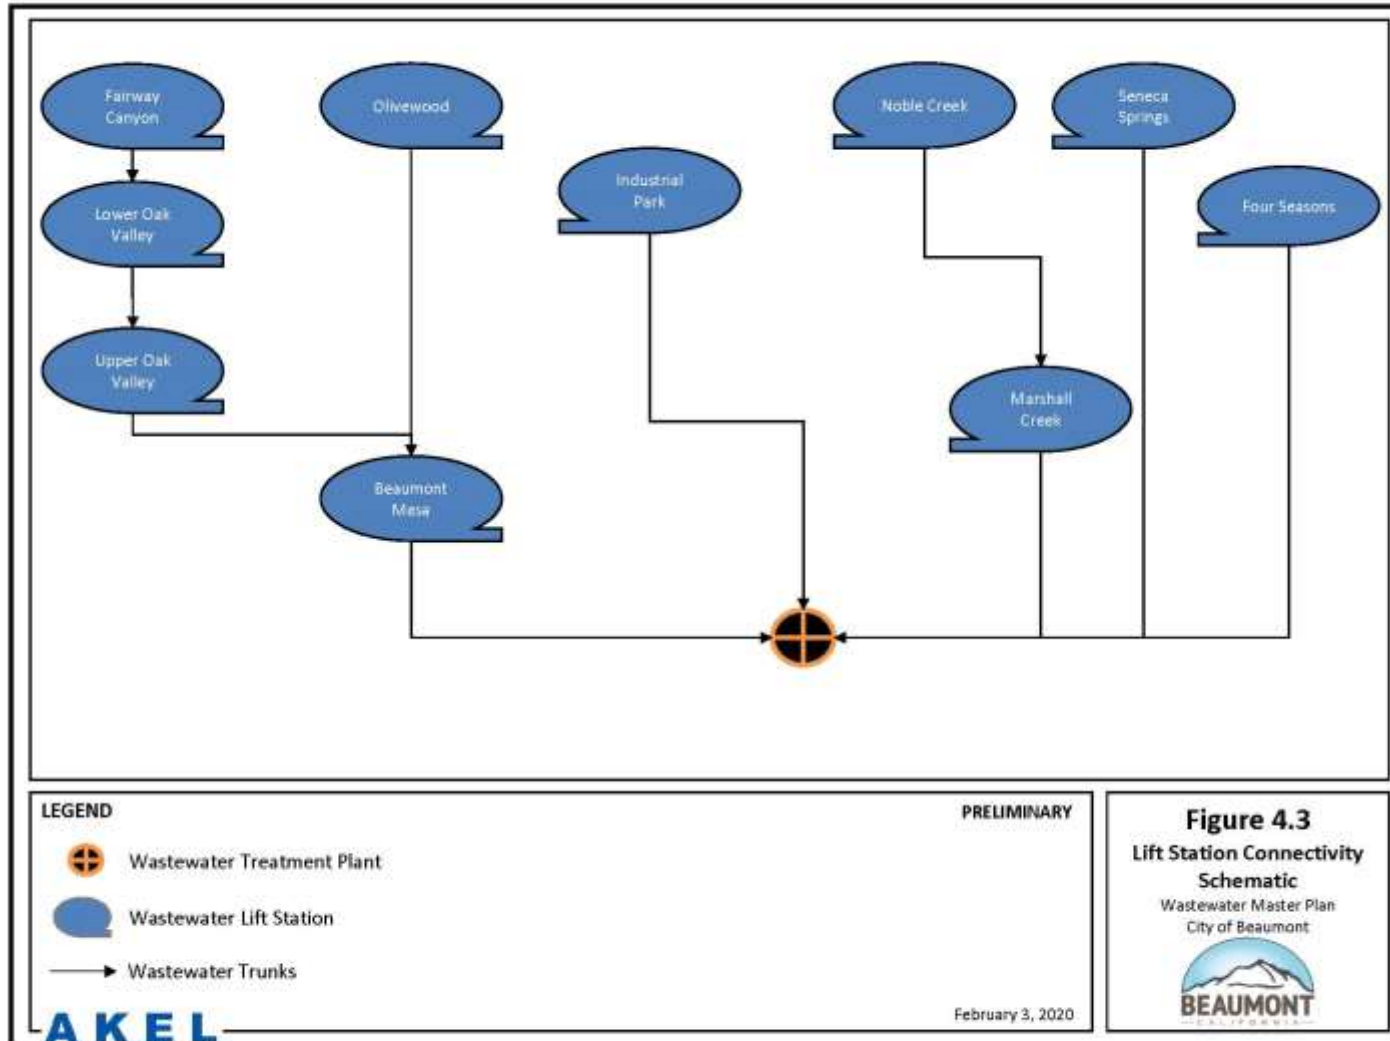 Fairway
Canyon
Olivewood
Noble Creek
Seneca
Springs
Industrial
Park
Lower Oak
Valley
Four Seasons
Upper Oak
Valley
Marshall
Creek
Beaumont
Mesa
LEGEND
PRELIMINARY
Wastewater Treatment Plant
Wastewater Lift Station
Wastewater Trunks
AKEL
February 3, 2020
Figure 4.3
Lift Station Connectivity
Schematic
Wastewater Master Plan
City of Beaumont
BEAUMONT
CALIFORNIA